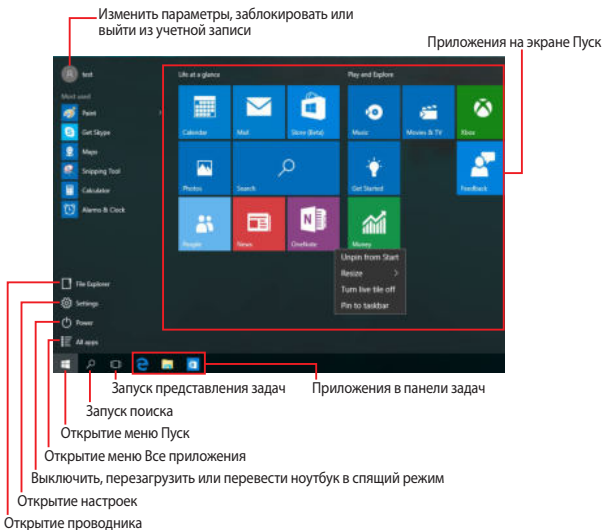 Изменить параметры, заблокировать или
выйти из учетной записи
Приложения на экране Пуск
test
Life at a glance
Play and Explore
Most used
Paint
Get Skype
Maps
Snipping Tool
Calculator
Alarms & Clock
Calendar
Mail
Store (Beta)
Music
Movies & TV
Xbox
Photos
Search
Get Started
Feedback
People
News
OneNote
Money
Unpin from Start
Resize
Turn live tile off
Pin to taskbar
File Explorer
Settings
Power
All apps
Запуск представления задач
Приложения в панели задач
Запуск поиска
Открытие меню Пуск
Открытие меню Все приложения
Выключить, перезагрузить или перевести ноутбук в спящий режим
Открытие настроек
Открытие проводника